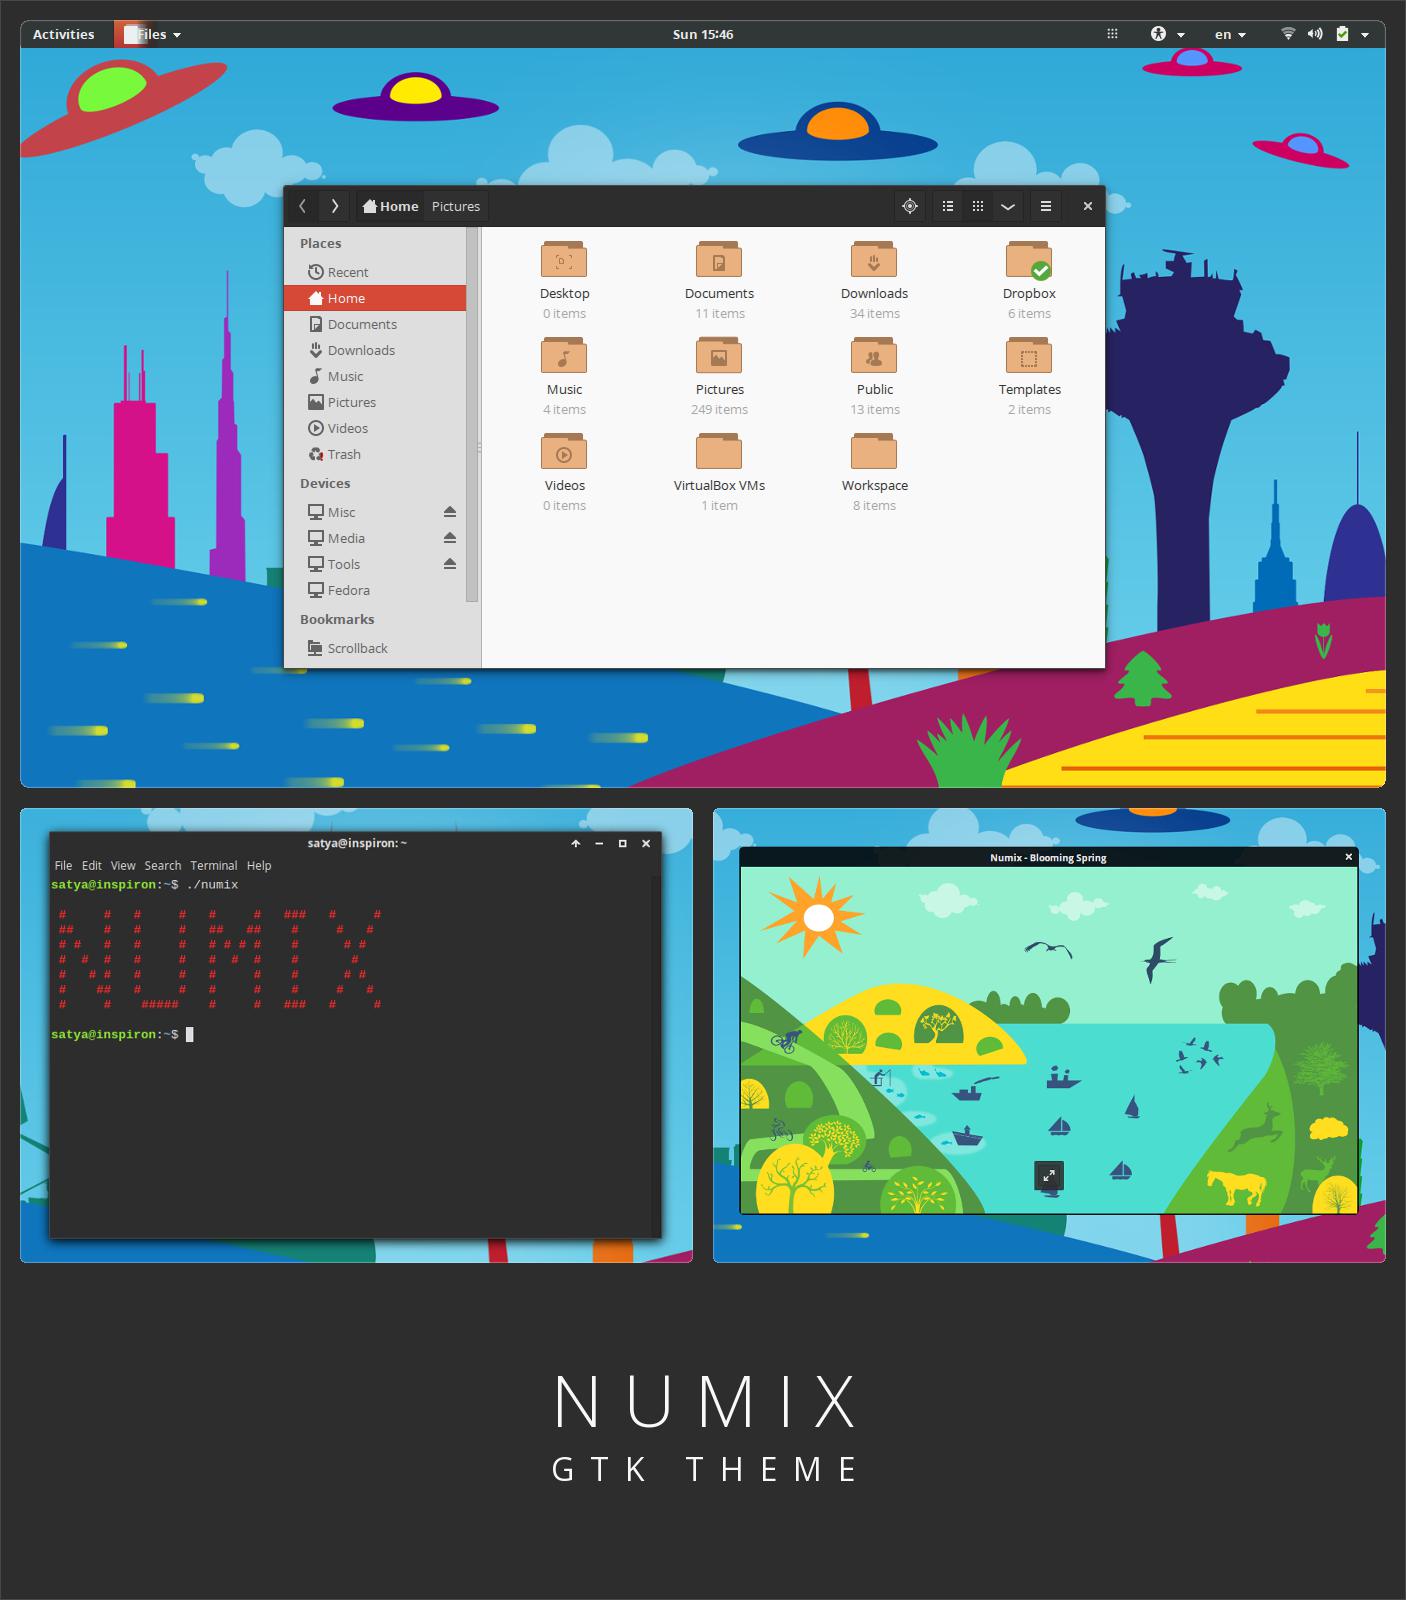 Activities Files Sun 15:46 en
Home Pictures
Places
Recent
Home
Documents
Downloads
Music
Pictures
Videos
Trash
Devices
Misc
Media
Tools
Fedora
Bookmarks
Scrollback
Desktop Documents Downloads Dropbox
0 items 11 items 34 items 6 items
Music Pictures Public Templates
4 items 249 items 13 items 2 items
Videos VirtualBox VMs Workspace
0 items 1 item 8 items
satya@inspiron: ~
File Edit View Search Terminal Help
satya@inspiron:~$ ./numix
NUMIX
satya@inspiron:~$
Numix - Blooming Spring
NUMIX
GTK THEME